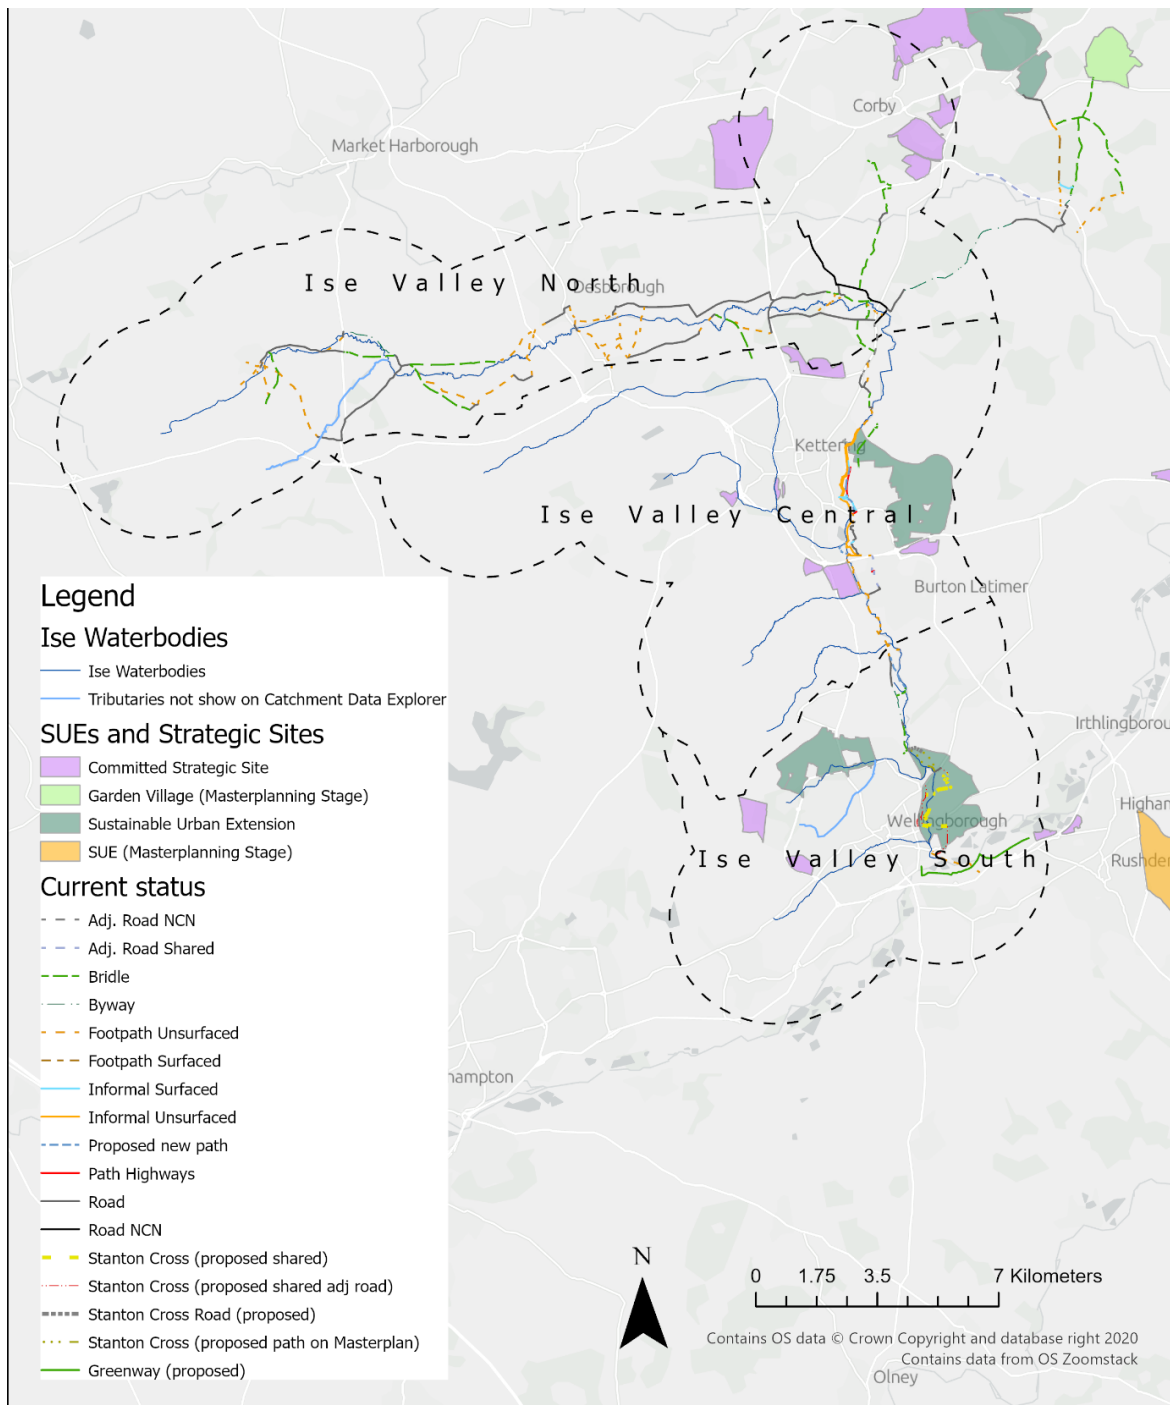 Corby
Market Harborough
Ise Valley North
Desborough
Kettering
Ise Valley Central
Burton Latimer
Irthlingborou
Higham
Wellingborough
Rushden
Ise Valley South
hampton
Olney
Legend
Ise Waterbodies
Ise Waterbodies
Tributaries not show on Catchment Data Explorer
SUEs and Strategic Sites
Committed Strategic Site
Garden Village (Masterplanning Stage)
Sustainable Urban Extension
SUE (Masterplanning Stage)
Current status
Adj. Road NCN
Adj. Road Shared
Bridle
Byway
Footpath Unsurfaced
Footpath Surfaced
Informal Surfaced
Informal Unsurfaced
Proposed new path
Path Highways
Road
Road NCN
Stanton Cross (proposed shared)
Stanton Cross (proposed shared adj road)
Stanton Cross Road (proposed)
Stanton Cross (proposed path on Masterplan)
Greenway (proposed)
N
0 1.75 3.5 7 Kilometers
Contains OS data © Crown Copyright and database right 2020
Contains data from OS Zoomstack